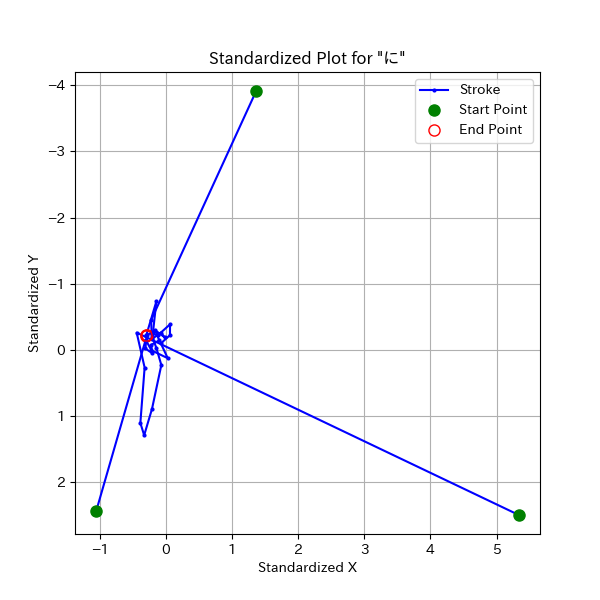 Standardized Plot for "に"
Stroke
Start Point
End Point
−4
−3
−2
−1
0
1
2
Standardized Y
−1 0 1 2 3 4 5
Standardized X